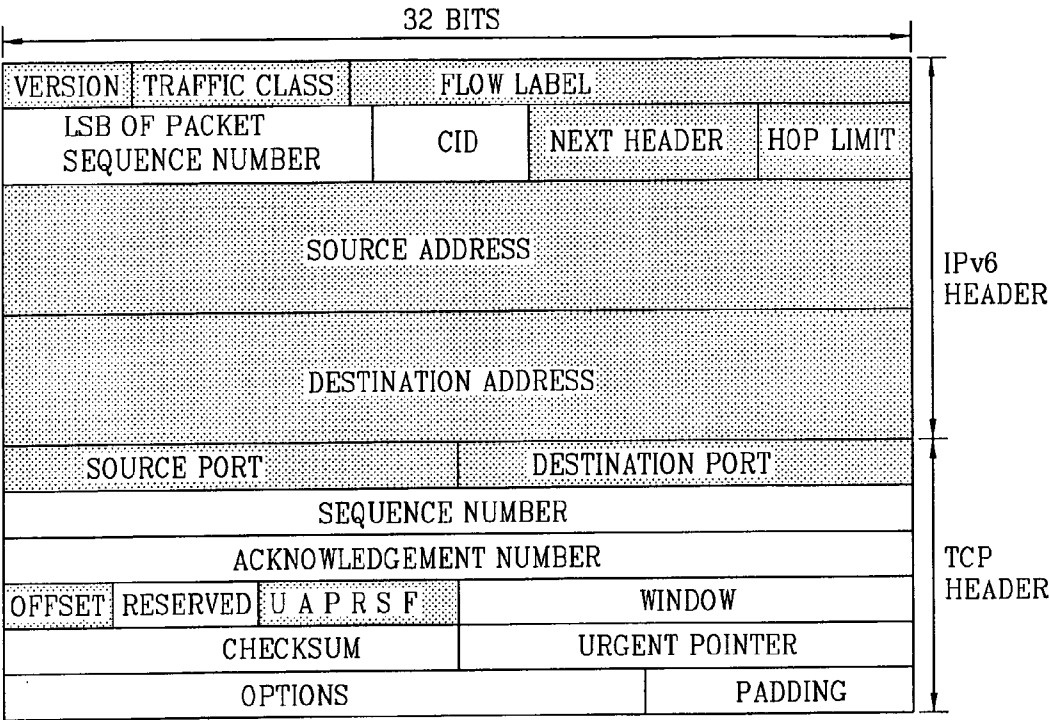 32 BITS
VERSION TRAFFIC CLASS FLOW LABEL
LSB OF PACKET
SEQUENCE NUMBER
CID NEXT HEADER HOP LIMIT
SOURCE ADDRESS
IPv6
HEADER
DESTINATION ADDRESS
SOURCE PORT DESTINATION PORT
SEQUENCE NUMBER
ACKNOWLEDGEMENT NUMBER
TCP
HEADER
OFFSET RESERVED U A P R S F WINDOW
CHECKSUM URGENT POINTER
OPTIONS PADDING